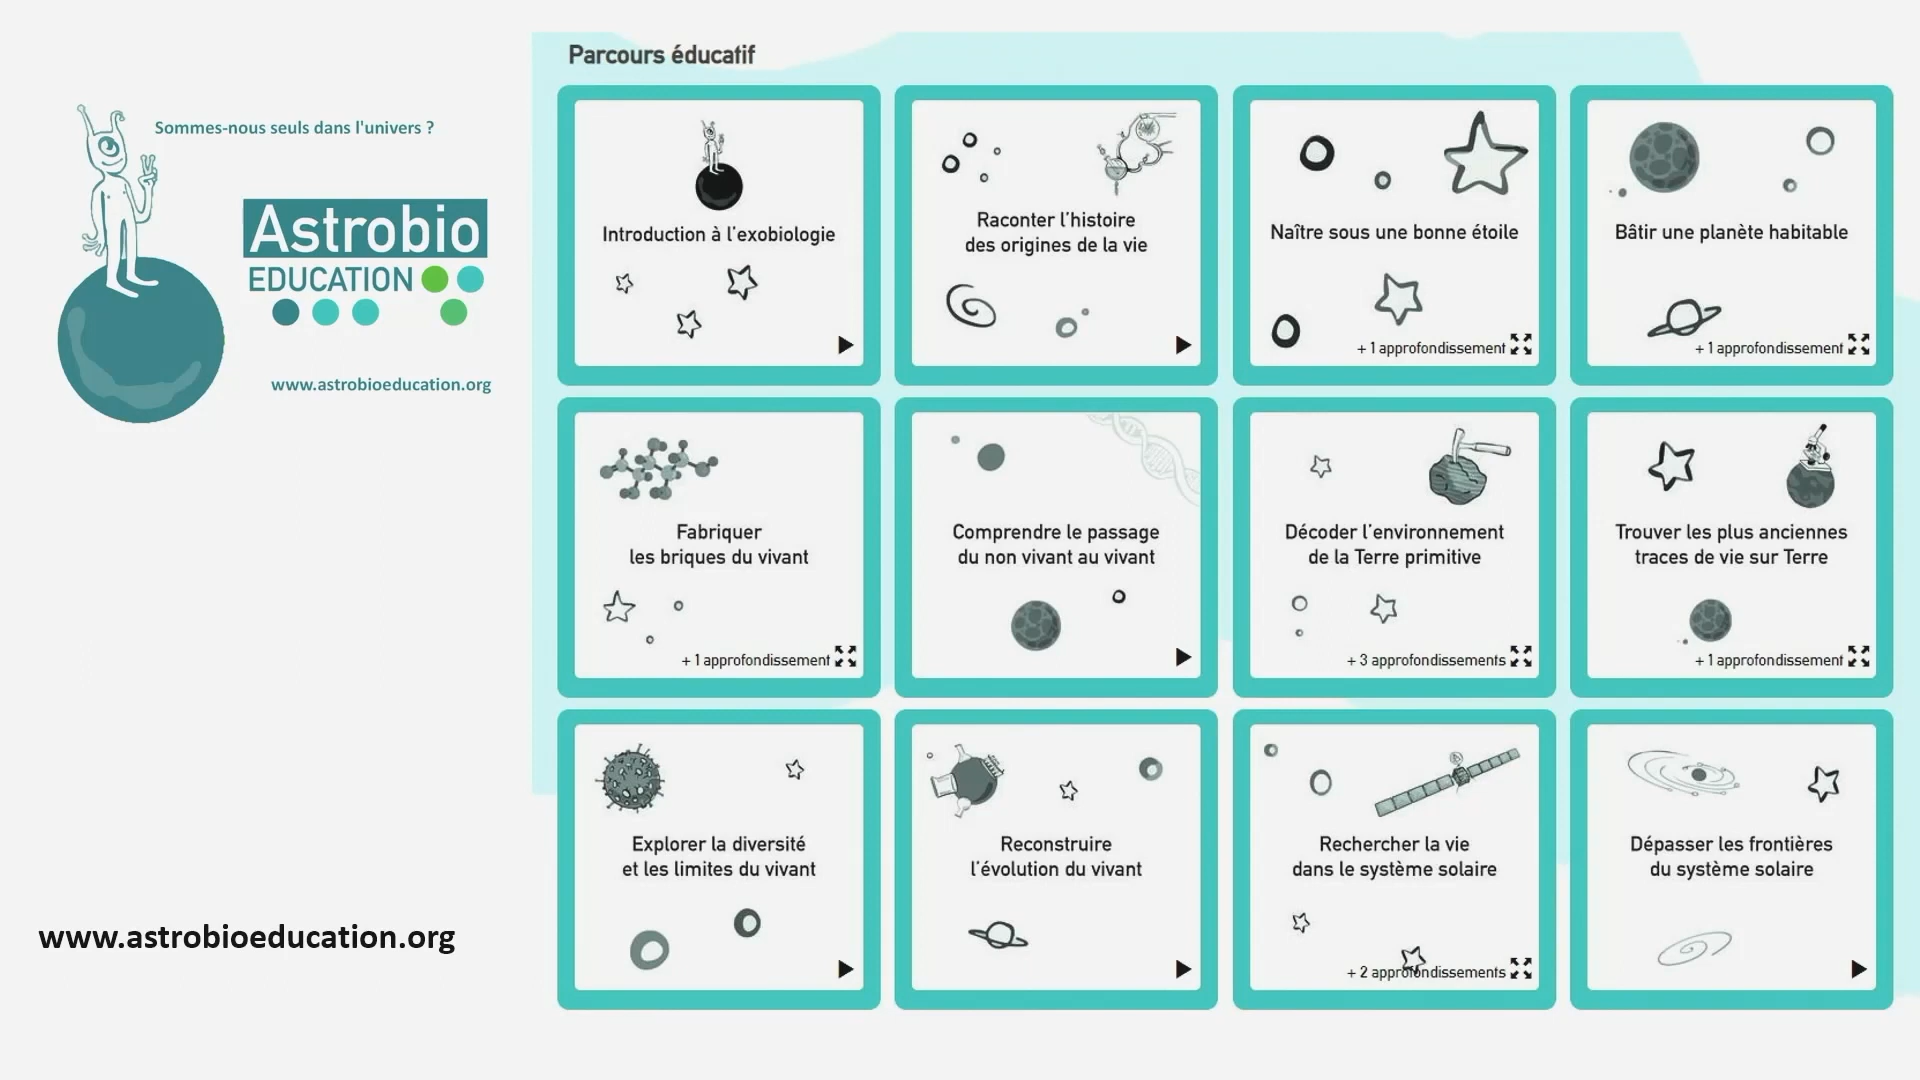 Sommes-nous seuls dans l'univers ?
Astrobio
EDUCATION
www.astrobioeducation.org
www.astrobioeducation.org
Parcours éducatif
Introduction à l'exobiologie
Raconter l'histoire
des origines de la vie
Naître sous une bonne étoile
+ 1 approfondissement
Bâtir une planète habitable
+ 1 approfondissement
Fabriquer
les briques du vivant
+ 1 approfondissement
Comprendre le passage
du non vivant au vivant
Décoder l'environnement
de la Terre primitive
+ 3 approfondissements
Trouver les plus anciennes
traces de vie sur Terre
+ 1 approfondissement
Explorer la diversité
et les limites du vivant
Reconstruire
l'évolution du vivant
Rechercher la vie
dans le système solaire
+ 2 approfondissements
Dépasser les frontières
du système solaire